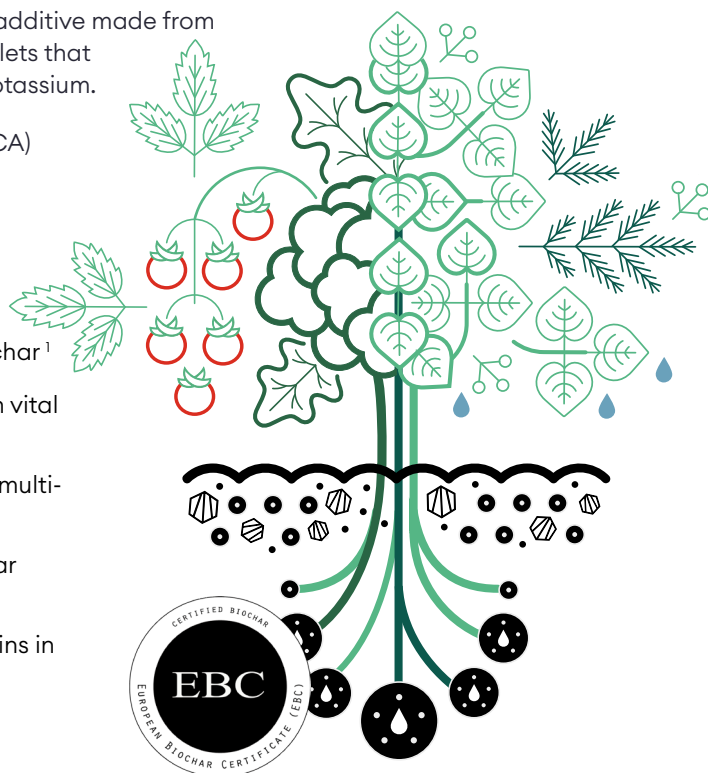 additive made from
lets that
otassium.
CA)
char ¹
n vital
multi-
ar
ins in
CERTIFIED BIOCHAR
EBC
EUROPEAN BIOCHAR CERTIFICATE (EBC)